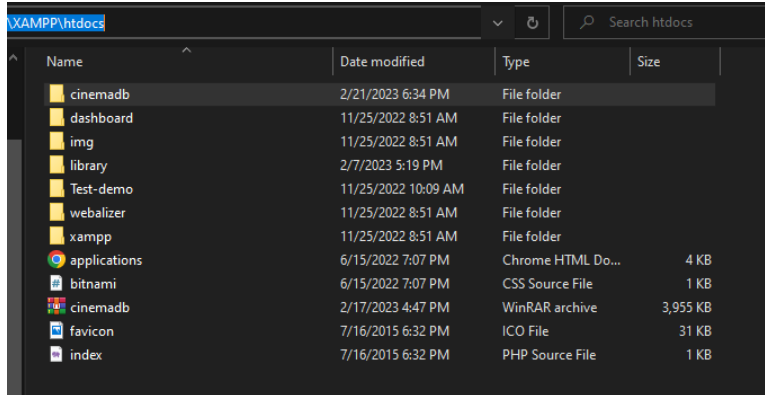 \XAMPP\htdocs Search htdocs
Name Date modified Type Size
cinemadb 2/21/2023 6:34 PM File folder
dashboard 11/25/2022 8:51 AM File folder
img 11/25/2022 8:51 AM File folder
library 2/7/2023 5:19 PM File folder
Test-demo 11/25/2022 10:09 AM File folder
webalizer 11/25/2022 8:51 AM File folder
xampp 11/25/2022 8:51 AM File folder
applications 6/15/2022 7:07 PM Chrome HTML Do... 4 KB
bitnami 6/15/2022 7:07 PM CSS Source File 1 KB
cinemadb 2/17/2023 4:47 PM WinRAR archive 3,955 KB
favicon 7/16/2015 6:32 PM ICO File 31 KB
index 7/16/2015 6:32 PM PHP Source File 1 KB